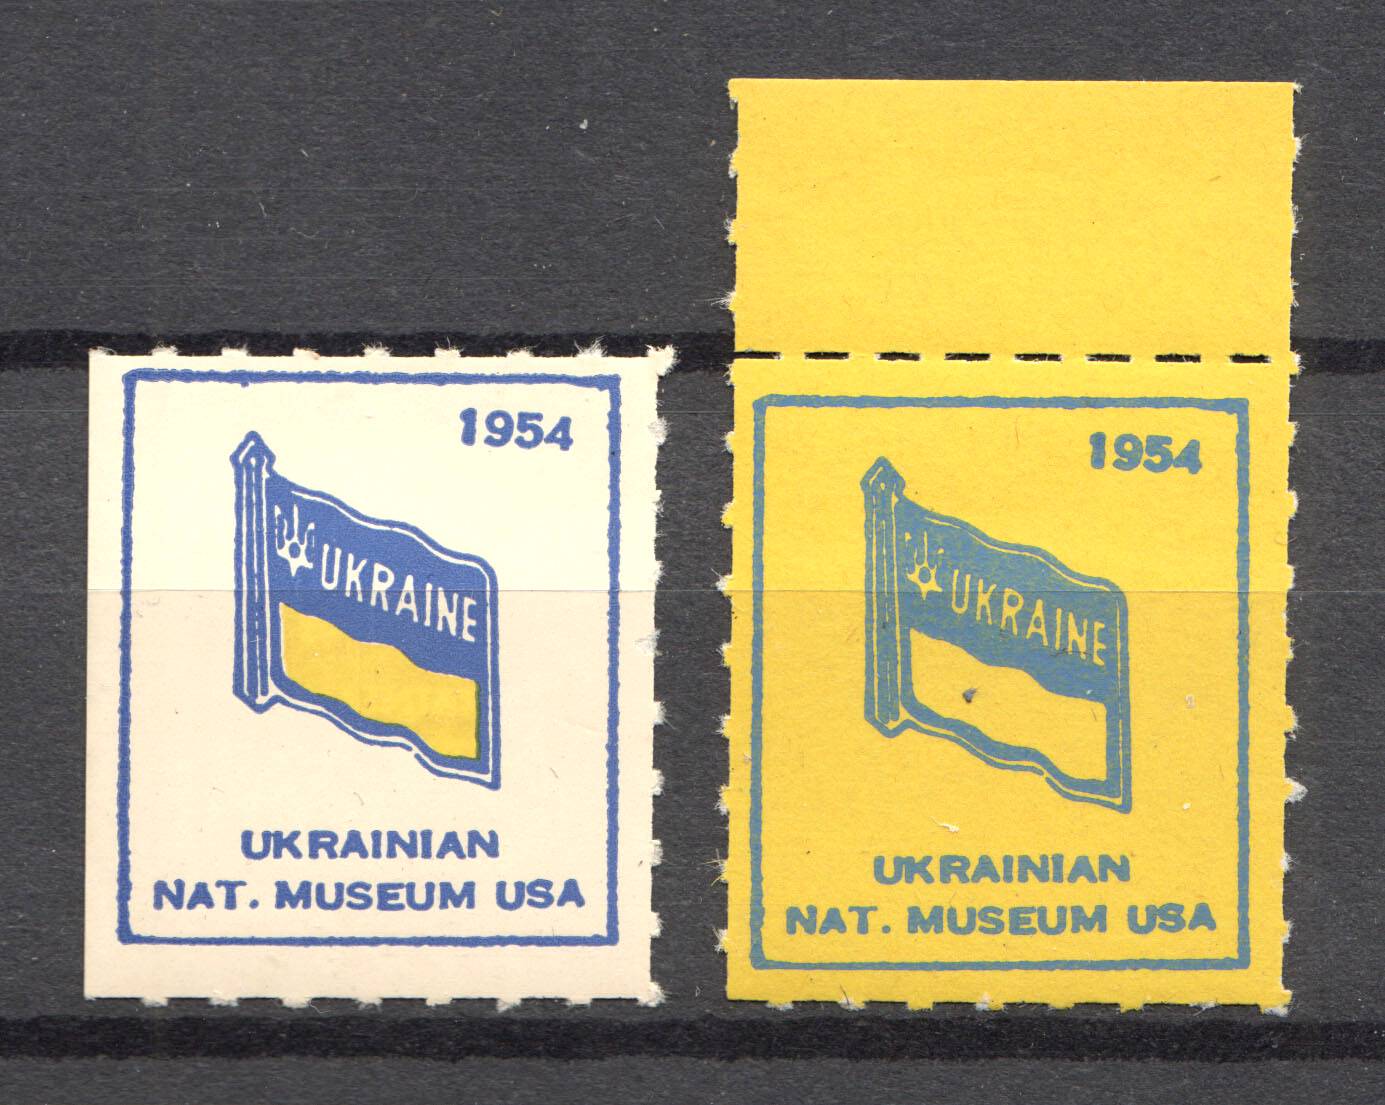 1954
UKRAINE
UKRAINIAN
NAT. MUSEUM USA
1954
UKRAINE
UKRAINIAN
NAT. MUSEUM USA